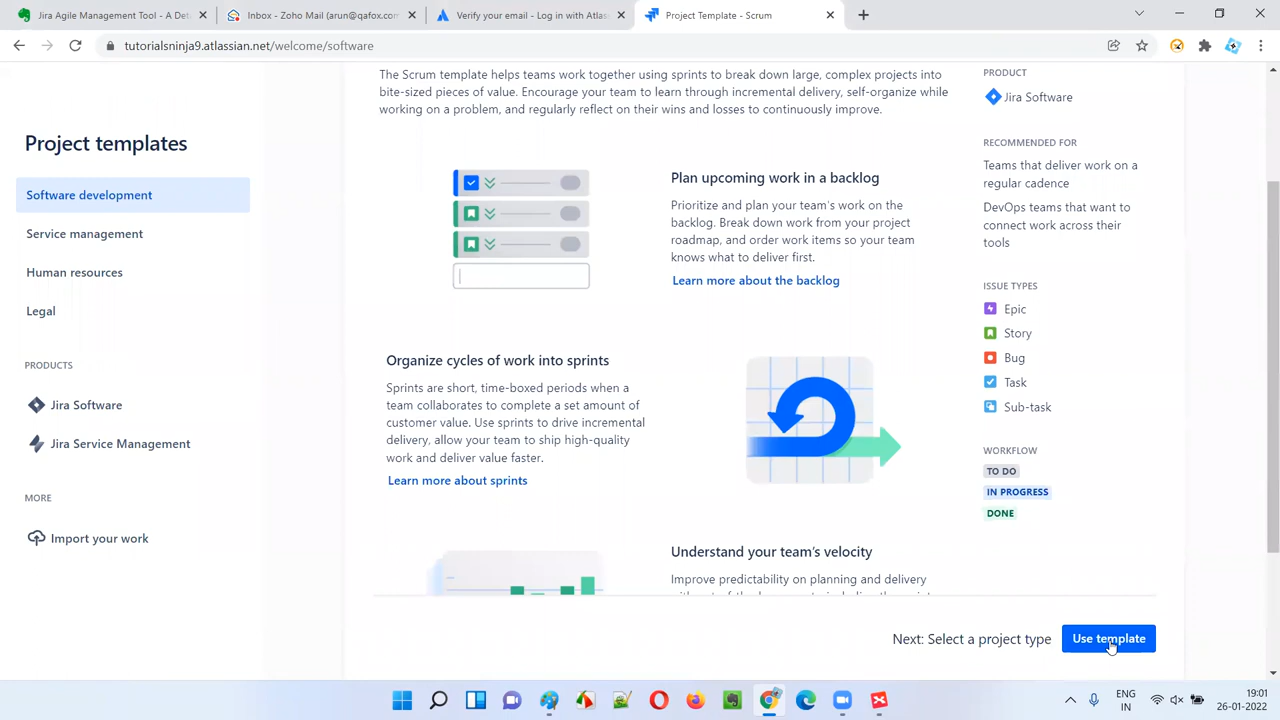 Jira Agile Management Tool - A Deta
Inbox - Zoho Mail (arun@qafox.com
Verify your email - Log in with Atlas
Project Template - Scrum
tutorialsninja9.atlassian.net/welcome/software
The Scrum template helps teams work together using sprints to break down large, complex projects into
bite-sized pieces of value. Encourage your team to learn through incremental delivery, self-organize while
working on a problem, and regularly reflect on their wins and losses to continuously improve.
Project templates
Software development
Service management
Human resources
Legal
PRODUCTS
Jira Software
Jira Service Management
MORE
Import your work
Plan upcoming work in a backlog
Prioritize and plan your team's work on the
backlog. Break down work from your project
roadmap, and order work items so your team
knows what to deliver first.
Learn more about the backlog
Organize cycles of work into sprints
Sprints are short, time-boxed periods when a
team collaborates to complete a set amount of
customer value. Use sprints to drive incremental
delivery, allow your team to ship high-quality
work and deliver value faster.
Learn more about sprints
Understand your team's velocity
Improve predictability on planning and delivery
PRODUCT
Jira Software
RECOMMENDED FOR
Teams that deliver work on a
regular cadence
DevOps teams that want to
connect work across their
tools
ISSUE TYPES
Epic
Story
Bug
Task
Sub-task
WORKFLOW
TO DO
IN PROGRESS
DONE
Next: Select a project type
Use template
ENG
IN
19:01
26-01-2022